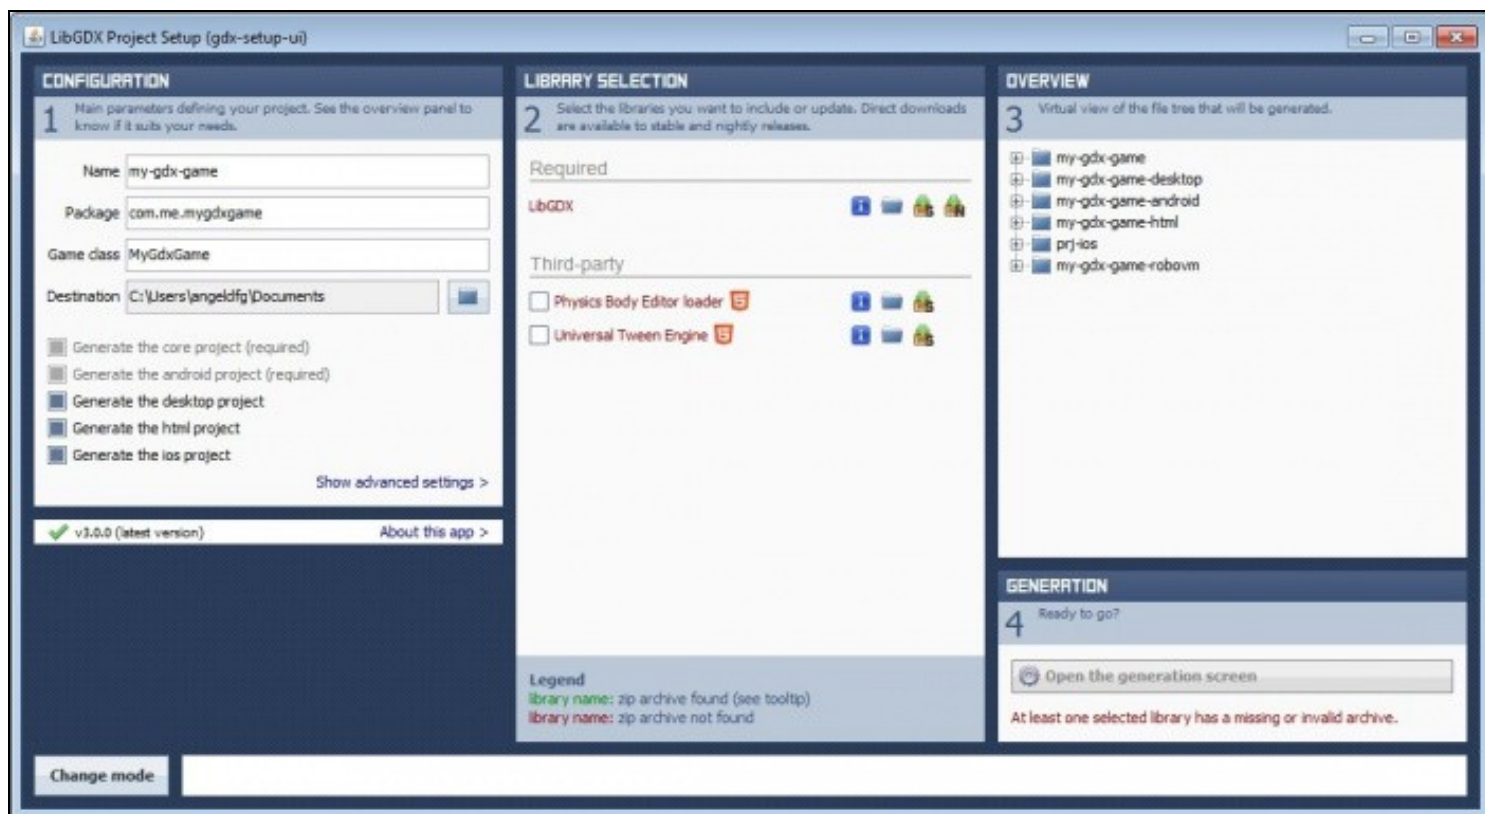 LibGDX Project Setup (gdx-setup-ui)
CONFIGURATION
1
Main parameters defining your project. See the overview panel to
know if it suits your needs.
Name my-gdx-game
Package com.me.mygdxgame
Game class MyGdxGame
Destination C:\Users\angeldfg\Documents
Generate the core project (required)
Generate the android project (required)
Generate the desktop project
Generate the html project
Generate the ios project
Show advanced settings >
v3.0.0 (latest version) About this app >
LIBRARY SELECTION
2
Select the libraries you want to include or update. Direct downloads
are available to stable and nightly releases.
Required
LibGDX
Third-party
Physics Body Editor loader
Universal Tween Engine
Legend
library name: zip archive found (see tooltip)
library name: zip archive not found
OVERVIEW
3
Virtual view of the file tree that will be generated.
my-gdx-game
my-gdx-game-desktop
my-gdx-game-android
my-gdx-game-html
prj-ios
my-gdx-game-robovm
GENERATION
4
Ready to go?
Open the generation screen
At least one selected library has a missing or invalid archive.
Change mode